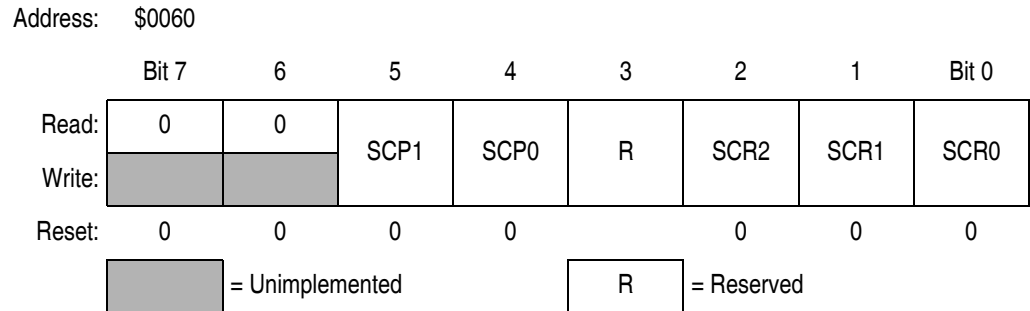 Address: $0060
Bit 7 6 5 4 3 2 1 Bit 0
Read: 0 0 SCP1 SCP0 R SCR2 SCR1 SCR0
Write:
Reset: 0 0 0 0 0 0 0
= Unimplemented R = Reserved